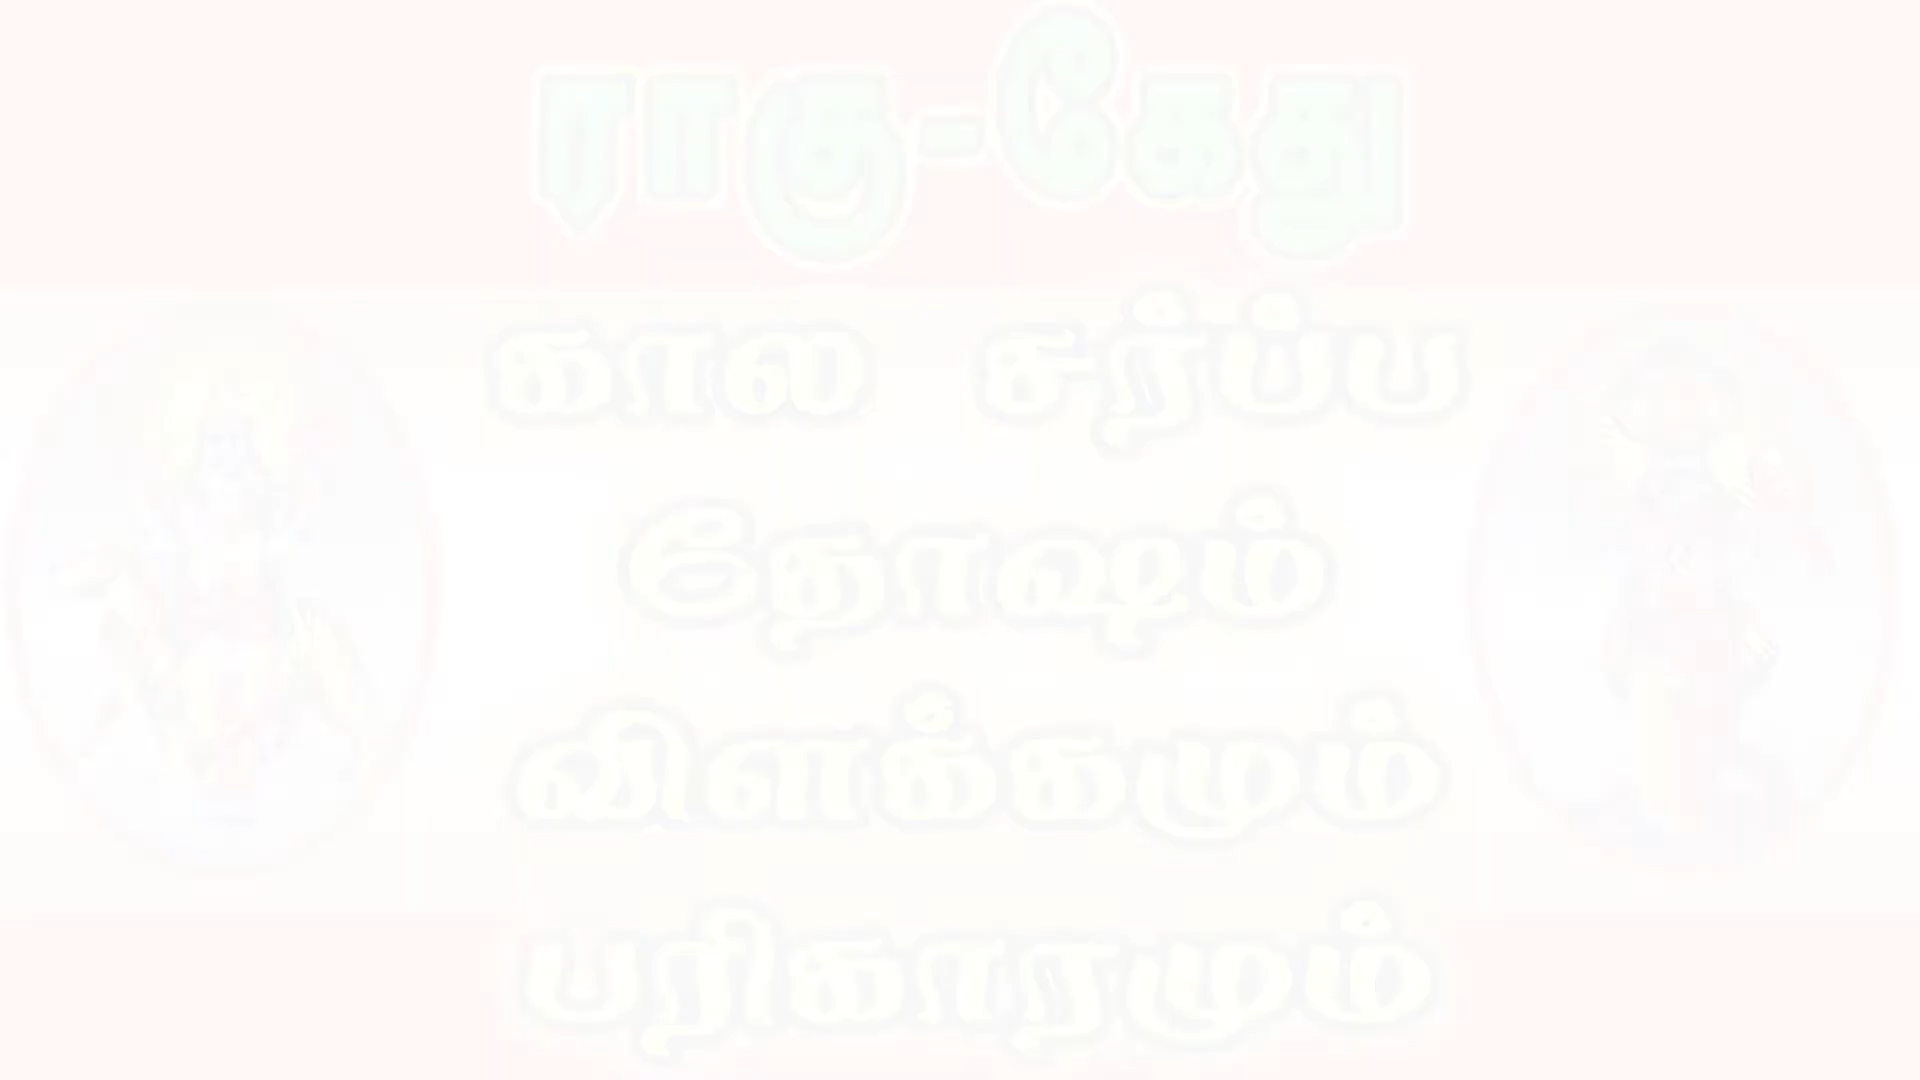 ராகு-கேது
கால சர்ப்ப
தோஷம்
விளக்கமும்
பரிகாரமும்